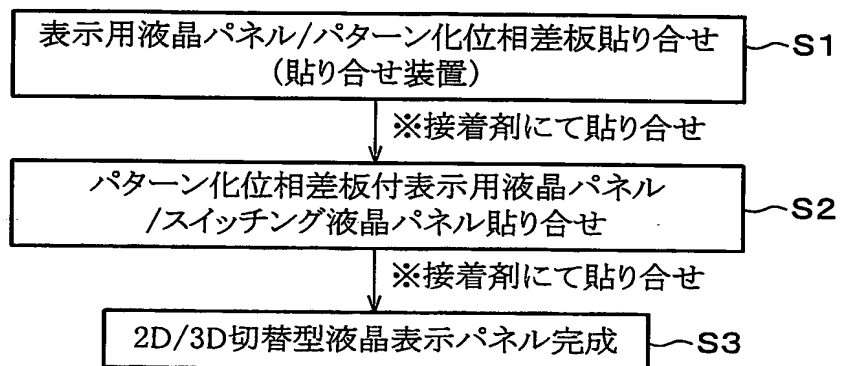 表示用液晶パネル/パターン化位相差板貼り合せ
(貼り合せ装置)
S1
※接着剤にて貼り合せ
パターン化位相差板付表示用液晶パネル
/スイッチング液晶パネル貼り合せ
S2
※接着剤にて貼り合せ
2D/3D切替型液晶表示パネル完成
S3